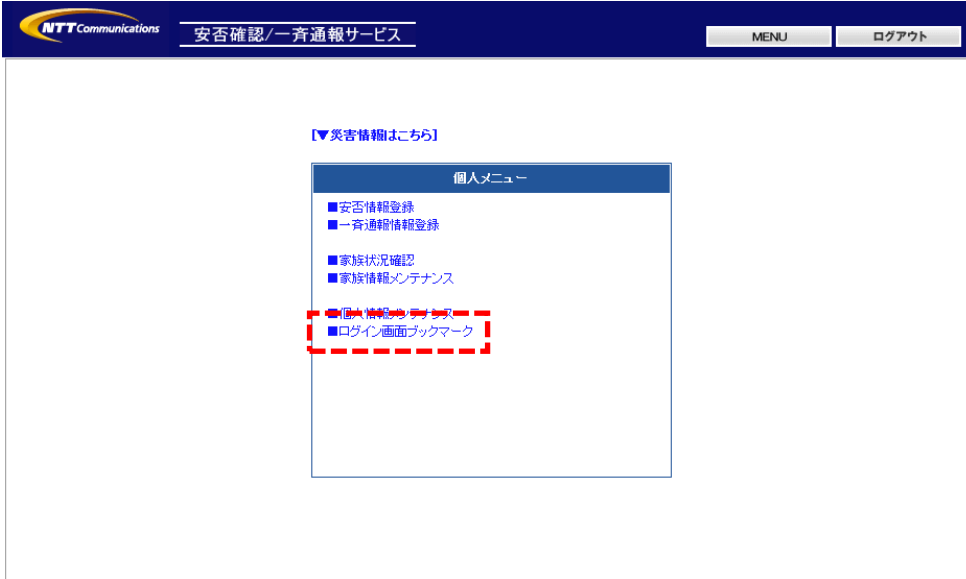 NTT Communications
安否確認/一斉通報サービス
MENU
ログアウト
[▼災害情報はこちら]
個人メニュー
■安否情報登録
■一斉通報情報登録
■家族状況確認
■家族情報メンテナンス
■個人情報メンテナンス
■ログイン画面ブックマーク